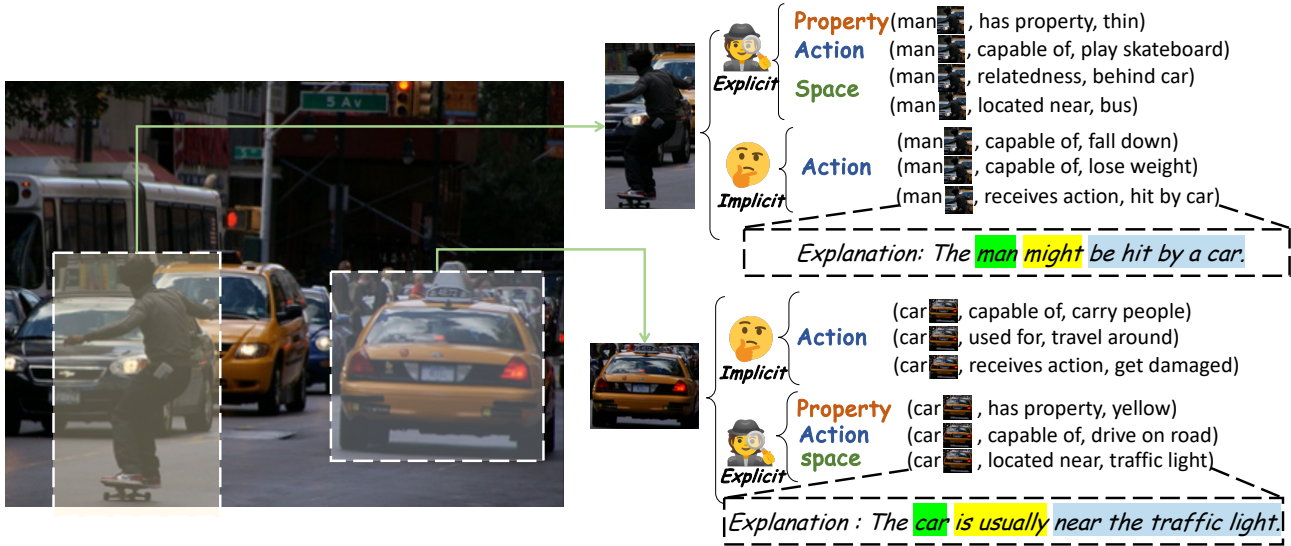 5 AV
Property (man , has property, thin)
Action (man , capable of, play skateboard)
Explicit
Space (man , relatedness, behind car)
(man , located near, bus)
(man , capable of, fall down)
Action (man , capable of, lose weight)
Implicit
(man , receives action, hit by car)
Explanation: The man might be hit by a car.
(car , capable of, carry people)
Action (car , used for, travel around)
Implicit
(car , receives action, get damaged)
Property (car , has property, yellow)
Action (car , capable of, drive on road)
space (car , located near, traffic light)
Explicit
Explanation : The car is usually near the traffic light.